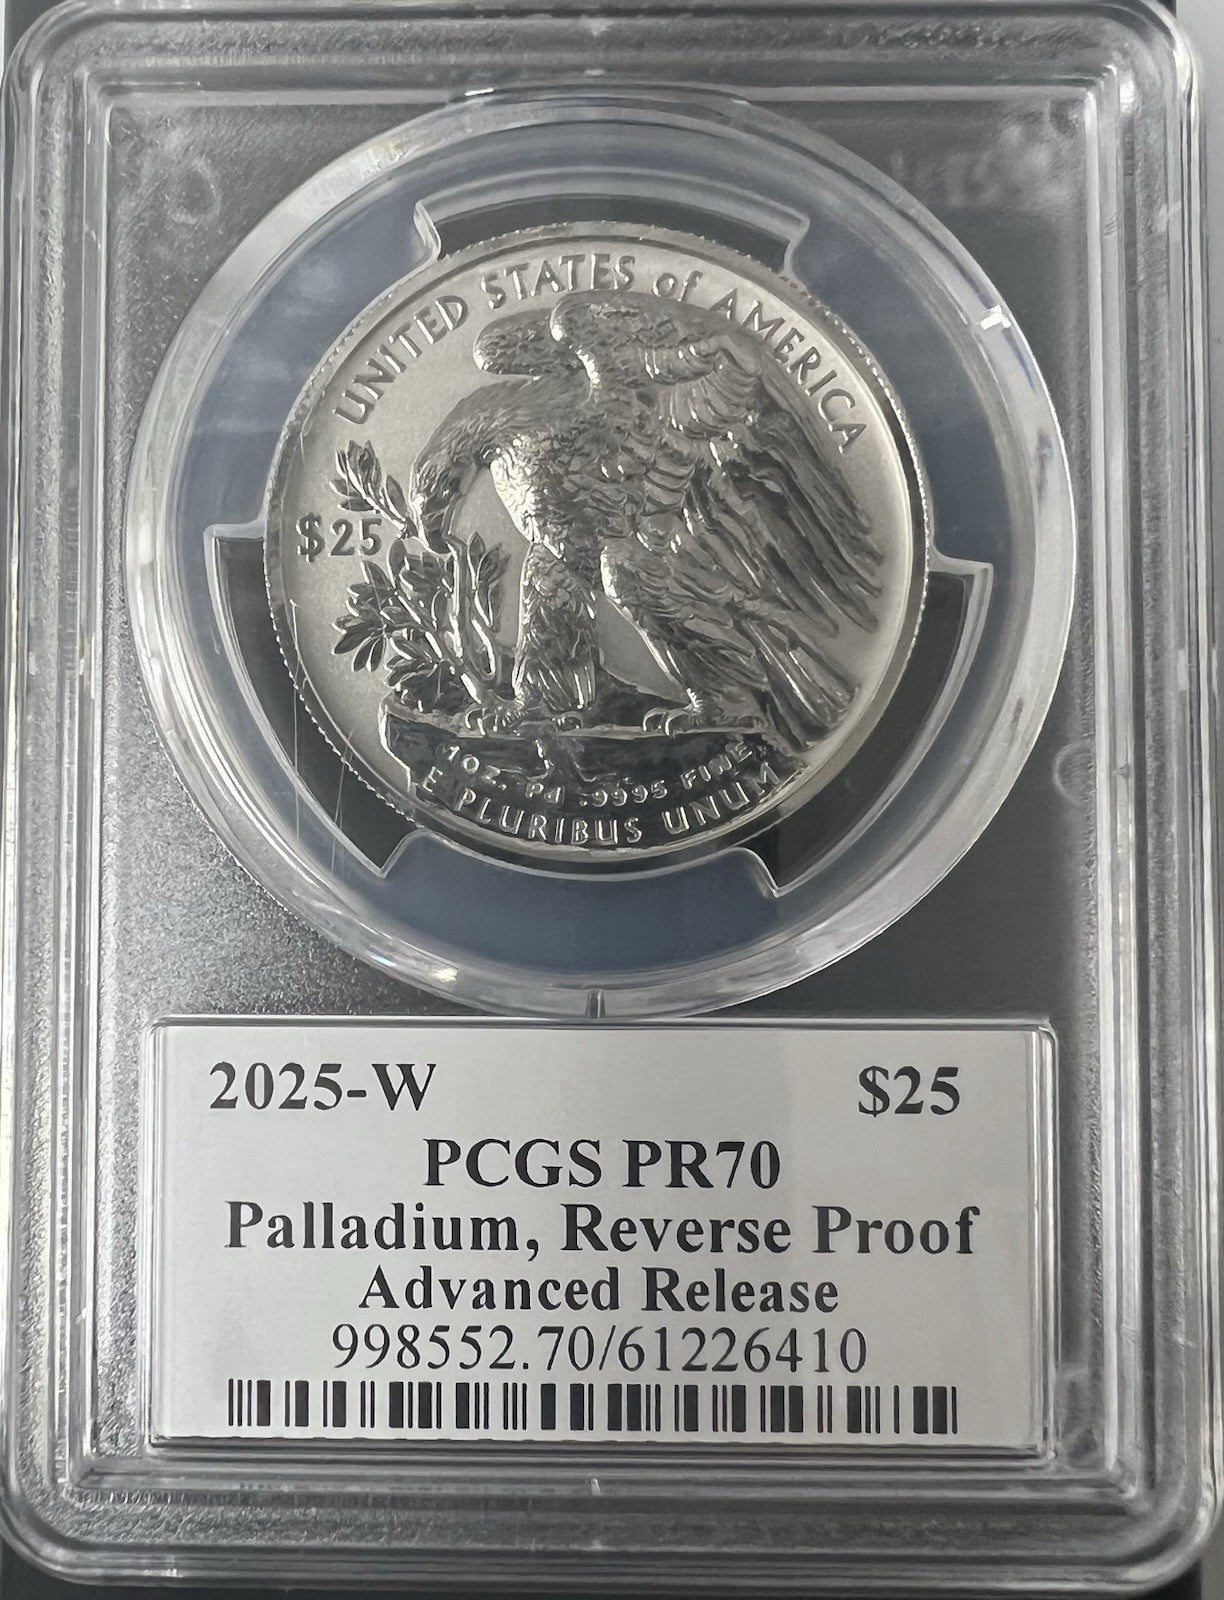 UNITED STATES of AMERICA
$25
1 OZ. Pd .9995 FINE
E PLURIBUS UNUM
2025-W $25
PCGS PR70
Palladium, Reverse Proof
Advanced Release
998552.70/61226410